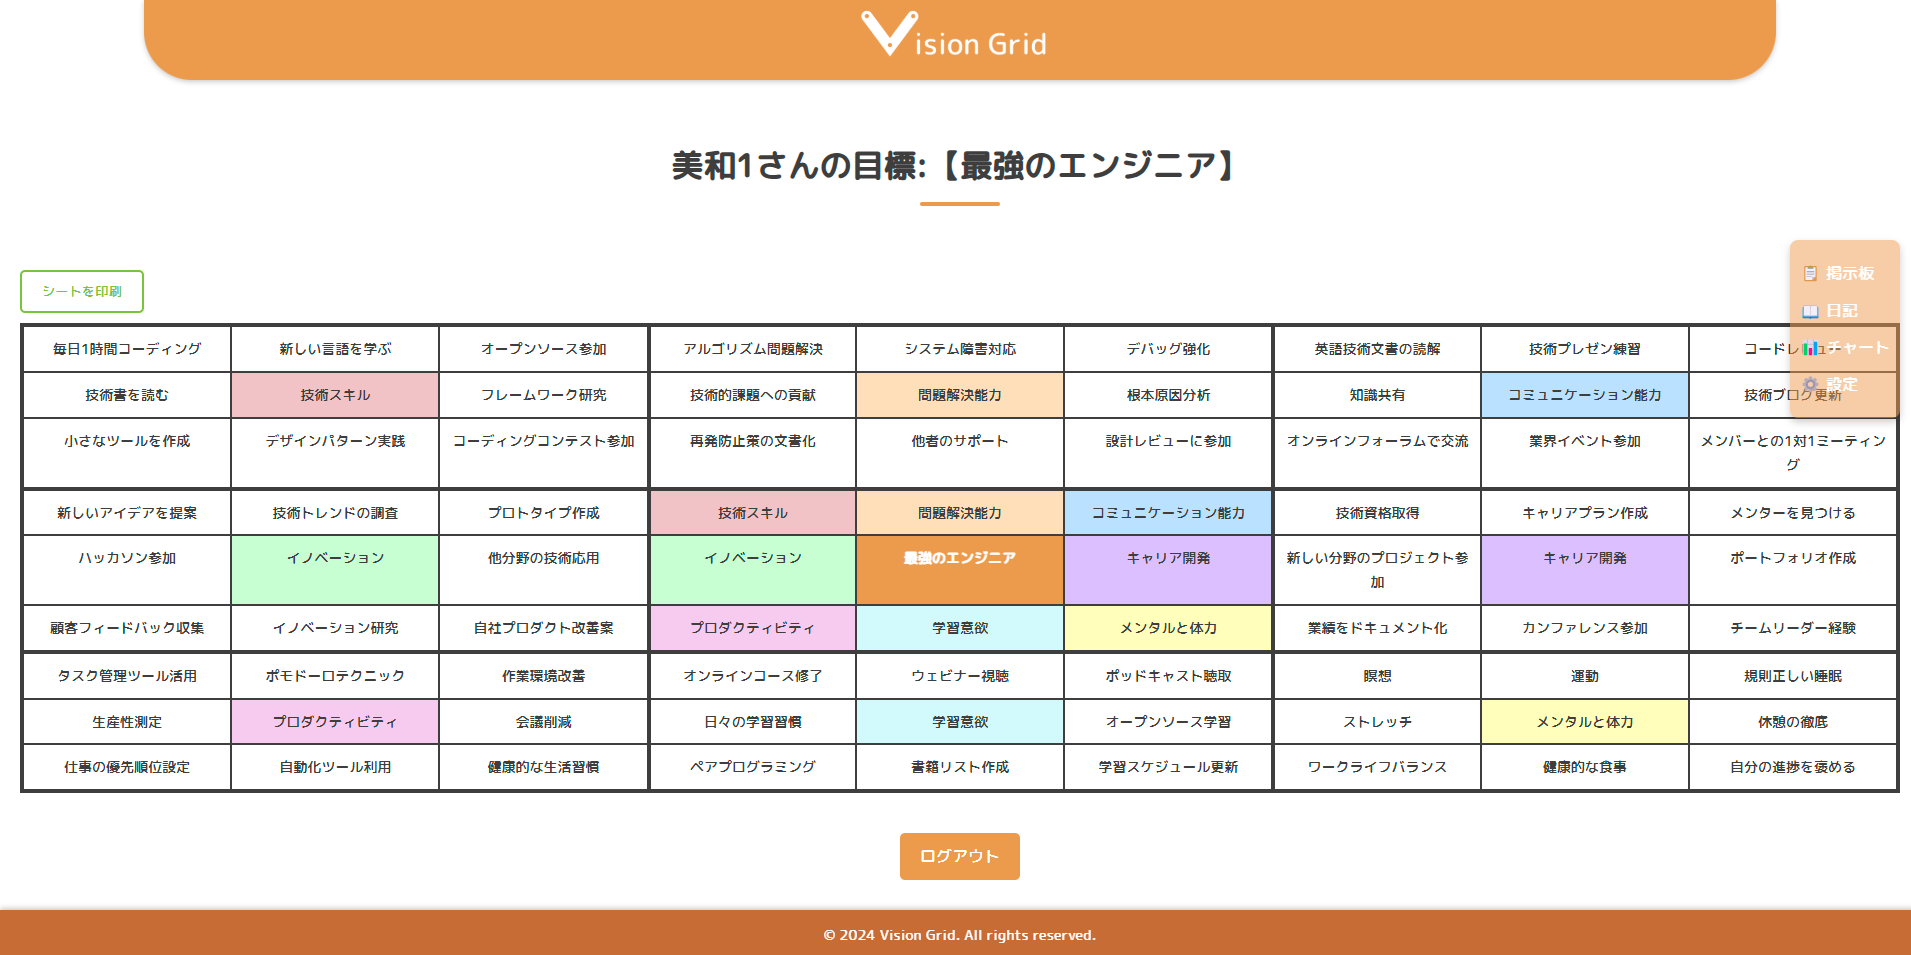 Vision Grid
美和1さんの目標:【最強のエンジニア】
シートを印刷
掲示板
日記
チャート
設定
毎日1時間コーディング 新しい言語を学ぶ オープンソース参加 アルゴリズム問題解決 システム障害対応 デバッグ強化 英語技術文書の読解 技術プレゼン練習 コードレビュー
技術書を読む 技術スキル フレームワーク研究 技術的課題への貢献 問題解決能力 根本原因分析 知識共有 コミュニケーション能力 技術ブログ更新
小さなツールを作成 デザインパターン実践 コーディングコンテスト参加 再発防止策の文書化 他者のサポート 設計レビューに参加 オンラインフォーラムで交流 業界イベント参加 メンバーとの1対1ミーティン
グ
新しいアイデアを提案 技術トレンドの調査 プロトタイプ作成 技術スキル 問題解決能力 コミュニケーション能力 技術資格取得 キャリアプラン作成 メンターを見つける
ハッカソン参加 イノベーション 他分野の技術応用 イノベーション 最強のエンジニア キャリア開発 新しい分野のプロジェクト参 キャリア開発 ポートフォリオ作成
加
顧客フィードバック収集 イノベーション研究 自社プロダクト改善案 プロダクティビティ 学習意欲 メンタルと体力 業績をドキュメント化 カンファレンス参加 チームリーダー経験
タスク管理ツール活用 ポモドーロテクニック 作業環境改善 オンラインコース修了 ウェビナー視聴 ポッドキャスト聴取 瞑想 運動 規則正しい睡眠
生産性測定 プロダクティビティ 会議削減 日々の学習習慣 学習意欲 オープンソース学習 ストレッチ メンタルと体力 休憩の徹底
仕事の優先順位設定 自動化ツール利用 健康的な生活習慣 ペアプログラミング 書籍リスト作成 学習スケジュール更新 ワークライフバランス 健康的な食事 自分の進捗を褒める
ログアウト
© 2024 Vision Grid. All rights reserved.